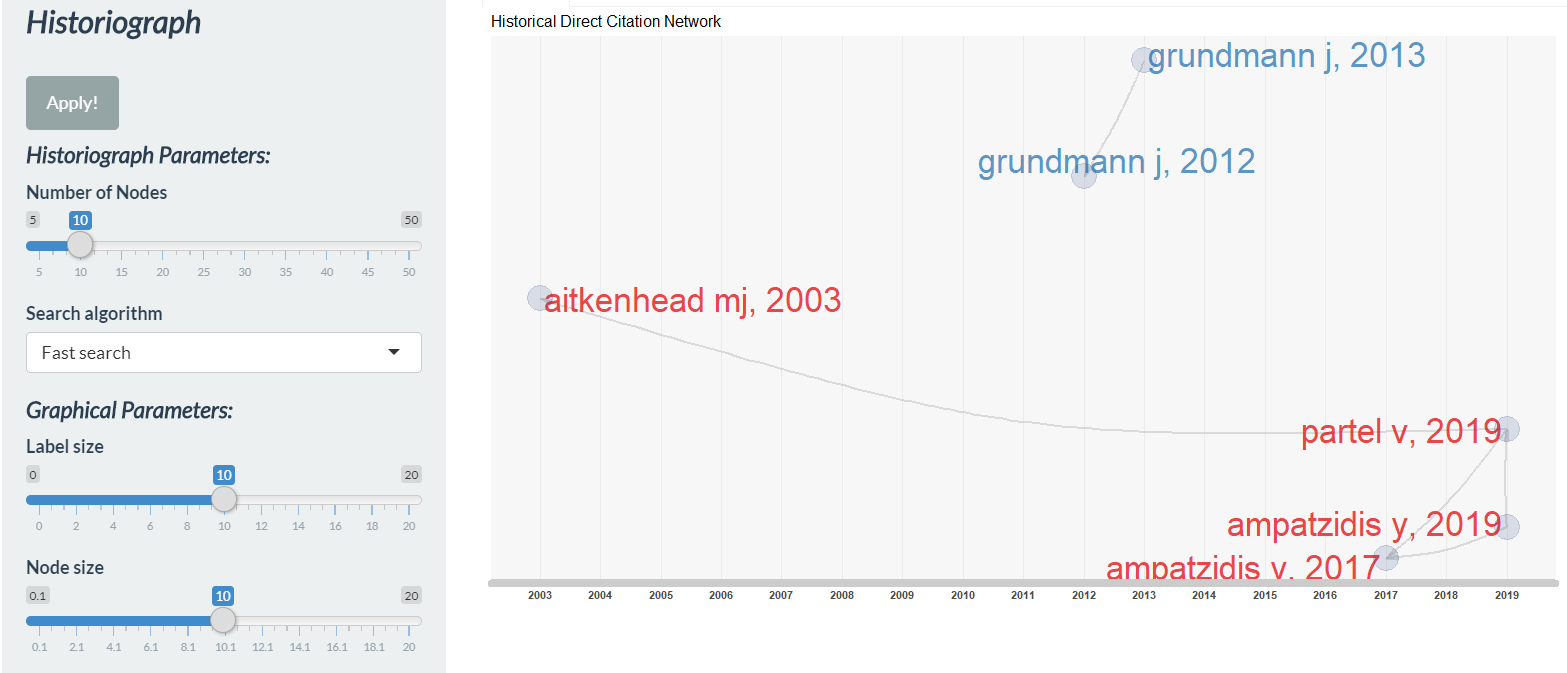 Historiograph
Apply!
Historiograph Parameters:
Number of Nodes
5 10 50
5 10 15 20 25 30 35 40 45 50
Search algorithm
Fast search
Graphical Parameters:
Label size
0 10 20
0 2 4 6 8 10 12 14 16 18 20
Node size
0.1 10 20
0.1 2.1 4.1 6.1 8.1 10.1 12.1 14.1 16.1 18.1 20
Historical Direct Citation Network
grundmann j, 2013
grundmann j, 2012
aitkenhead mj, 2003
partel v, 2019
ampatzidis y, 2019
ampatzidis y, 2017
2003 2004 2005 2006 2007 2008 2009 2010 2011 2012 2013 2014 2015 2016 2017 2018 2019